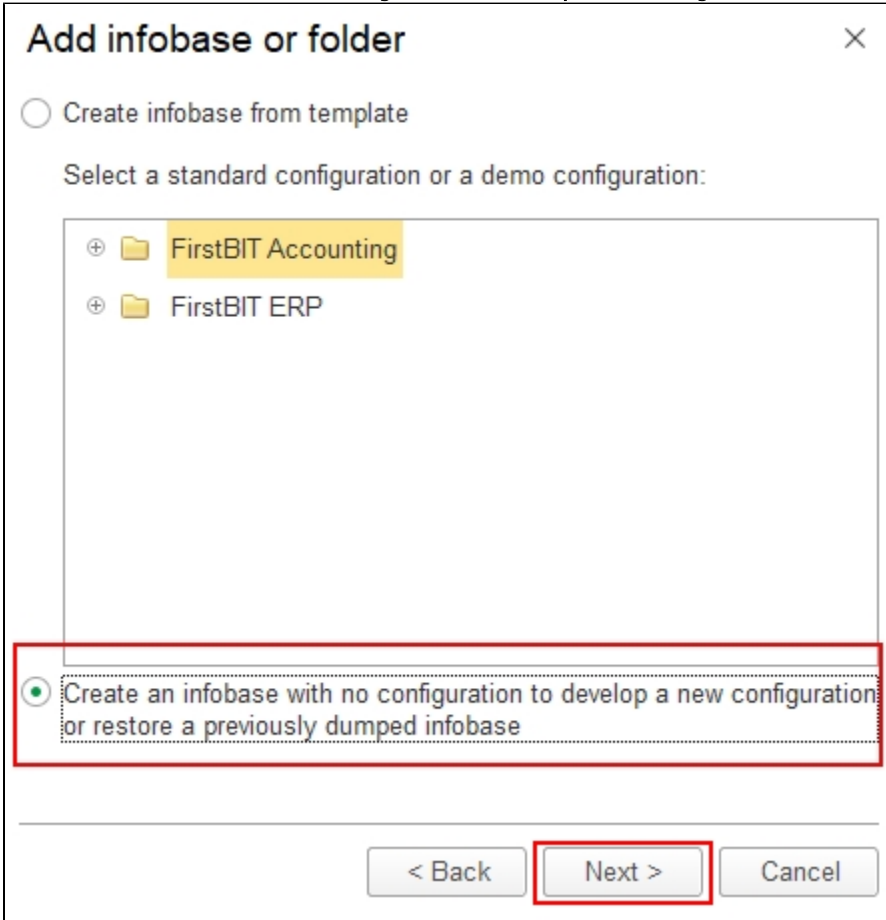 Add infobase or folder
Create infobase from template
Select a standard configuration or a demo configuration:
FirstBIT Accounting
FirstBIT ERP
Create an infobase with no configuration to develop a new configuration
or restore a previously dumped infobase
< Back Next > Cancel